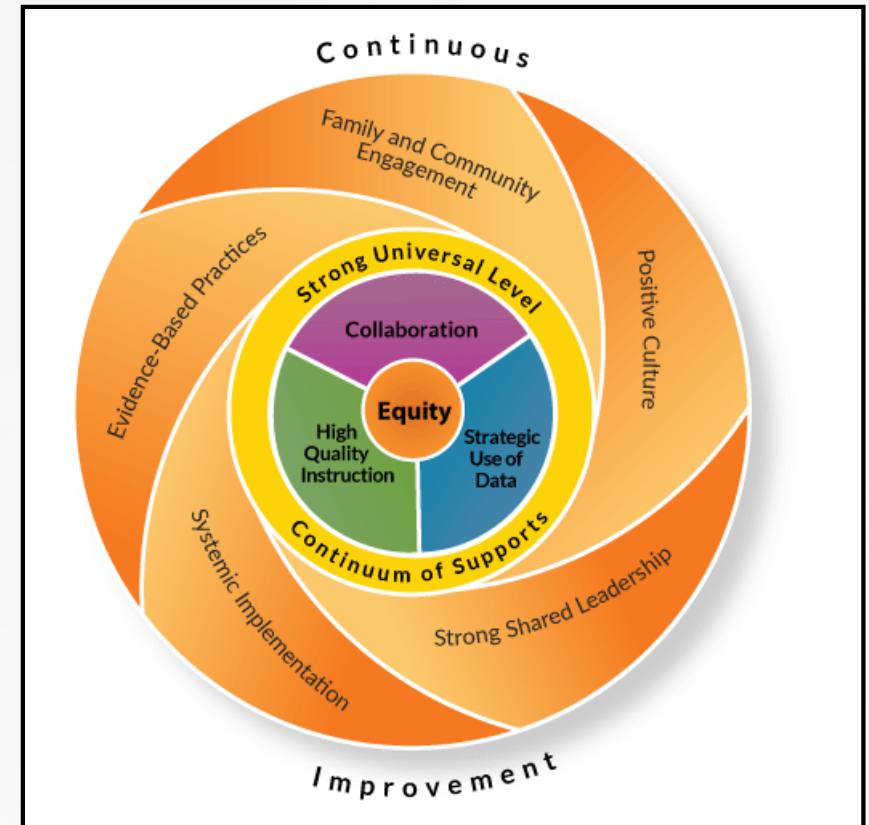 Continuous
Family and Community
Engagement
Positive Culture
Strong Shared Leadership
Systemic Implementation
Evidence-Based Practices
Strong Universal Level
Continuum of Supports
Collaboration
Equity
High
Quality
Instruction
Strategic
Use of
Data
Improvement